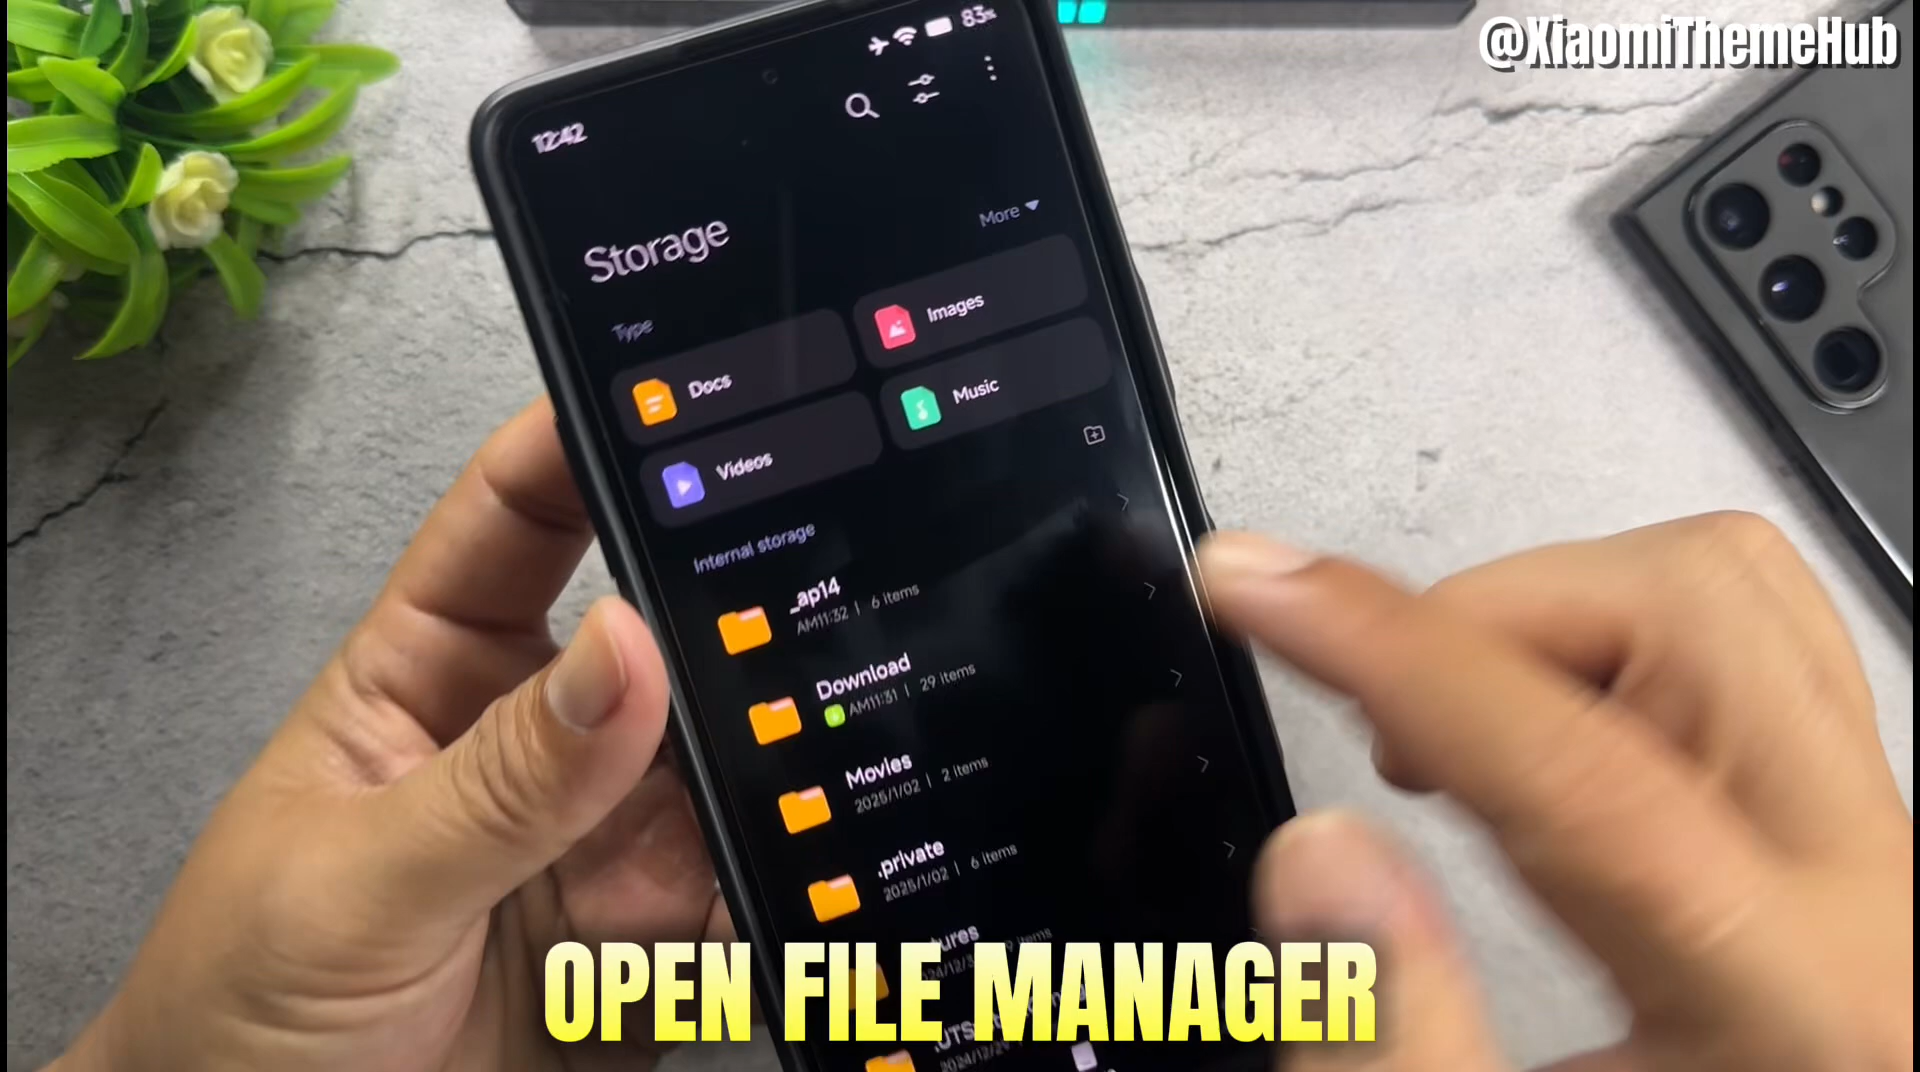 @XiaomiThemeHub
83%
12:42
Storage
More
Type
Docs
Images
Videos
Music
Internal storage
_ap14
AM11:32 | 6 items
Download
AM11:31 | 29 items
Movies
2025/1/02 | 2 items
.private
2025/1/02 | 6 items
OPEN FILE MANAGER